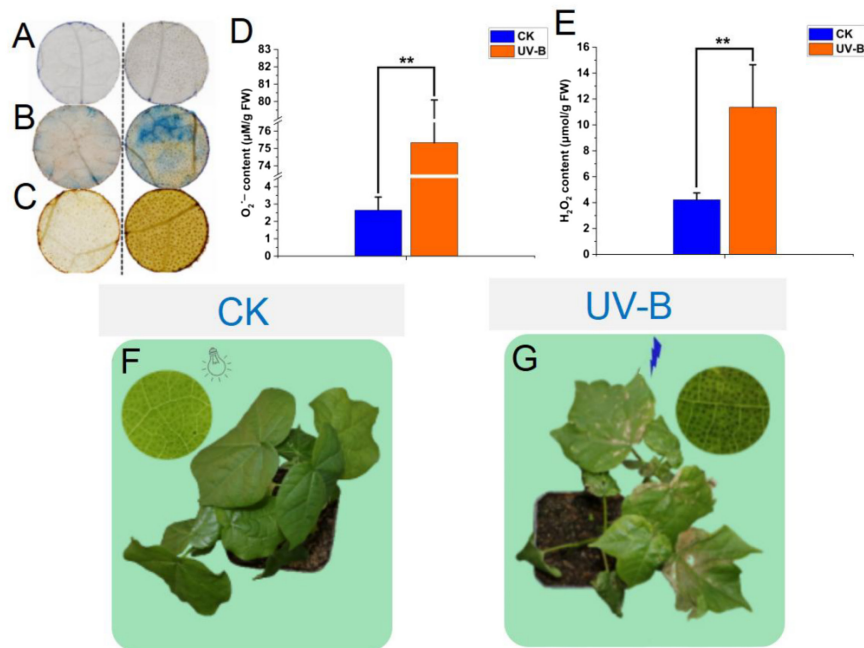 A
B
C
D
O₂˙⁻ content (μM/g FW)
83
82
81
80
76
75
74
4
3
2
1
0
**
CK
UV-B
E
H₂O₂ content (μmol/g FW)
16
14
12
10
8
6
4
2
0
**
CK
UV-B
CK
UV-B
F
G